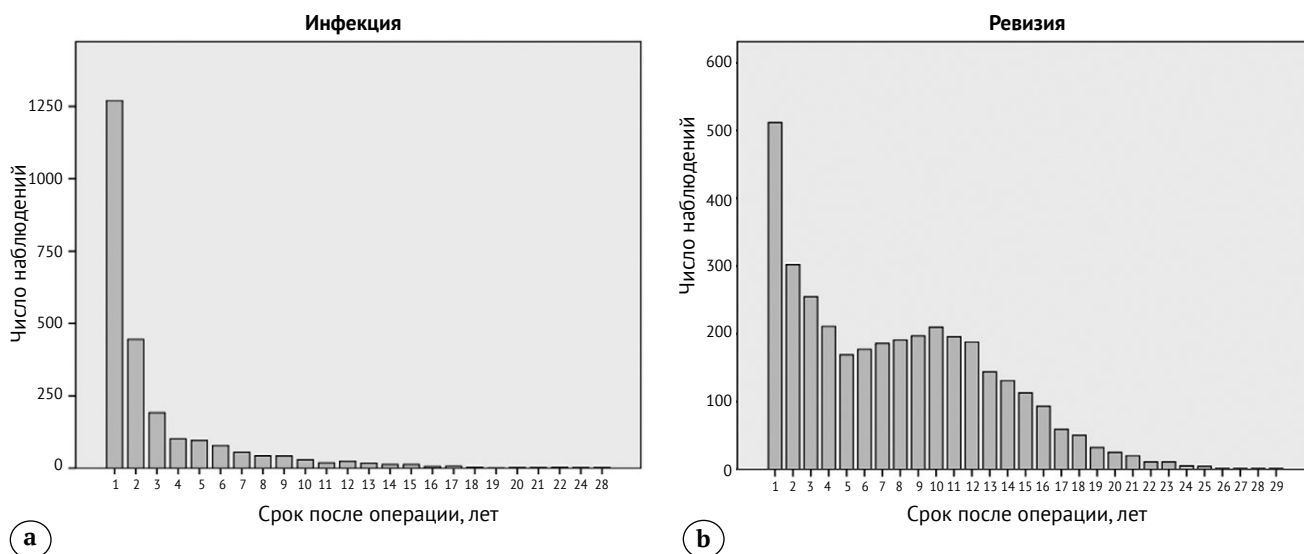 Инфекция
Число наблюдений
1250
1000
750
500
250
0
1 2 3 4 5 6 7 8 9 10 11 12 13 14 15 16 17 18 19 20 21 22 24 28
Срок после операции, лет
a
Ревизия
Число наблюдений
600
500
400
300
200
100
0
1 2 3 4 5 6 7 8 9 10 11 12 13 14 15 16 17 18 19 20 21 22 23 24 25 26 27 28 29
Срок после операции, лет
b